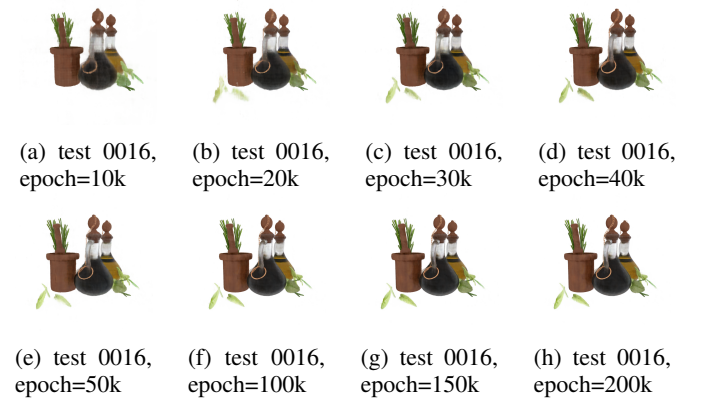 (a) test 0016,
epoch=10k
(b) test 0016,
epoch=20k
(c) test 0016,
epoch=30k
(d) test 0016,
epoch=40k
(e) test 0016,
epoch=50k
(f) test 0016,
epoch=100k
(g) test 0016,
epoch=150k
(h) test 0016,
epoch=200k